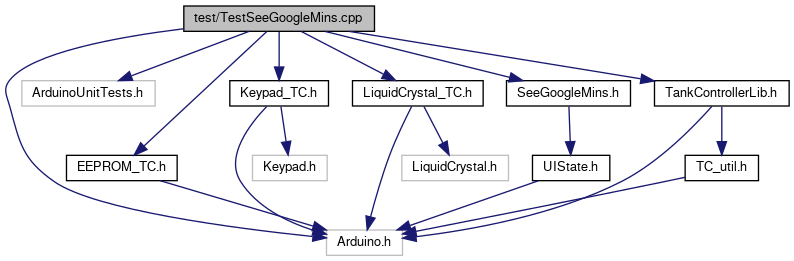 test/TestSeeGoogleMins.cpp
ArduinoUnitTests.h
Keypad_TC.h
LiquidCrystal_TC.h
SeeGoogleMins.h
TankControllerLib.h
EEPROM_TC.h
Keypad.h
LiquidCrystal.h
UIState.h
TC_util.h
Arduino.h